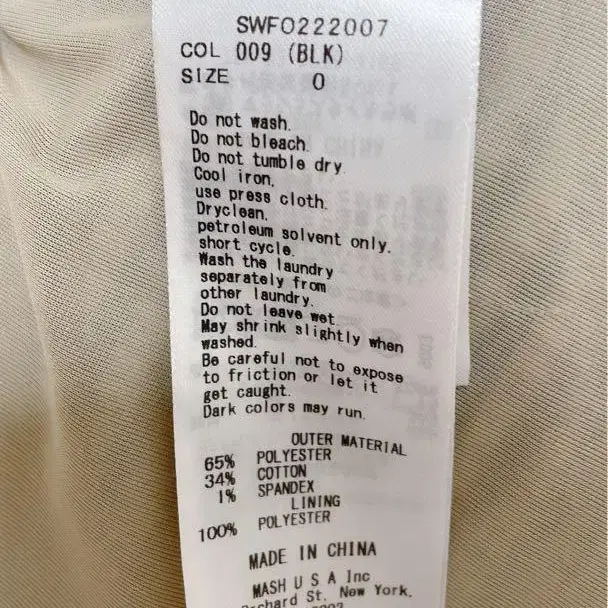 SWFO222007
COL 009 (BLK)
SIZE 0
Do not wash.
Do not bleach.
Do not tumble dry.
Cool iron,
use press cloth.
Dryclean,
petroleum solvent only.
short cycle.
Wash the laundry
separately from
other laundry.
Do not leave wet.
May shrink slightly when
washed.
Be careful not to expose
to friction or let it
get caught.
Dark colors may run.
OUTER MATERIAL
65% POLYESTER
34% COTTON
1% SPANDEX
LINING
100% POLYESTER
MADE IN CHINA
MASH U S A Inc
St. New York,